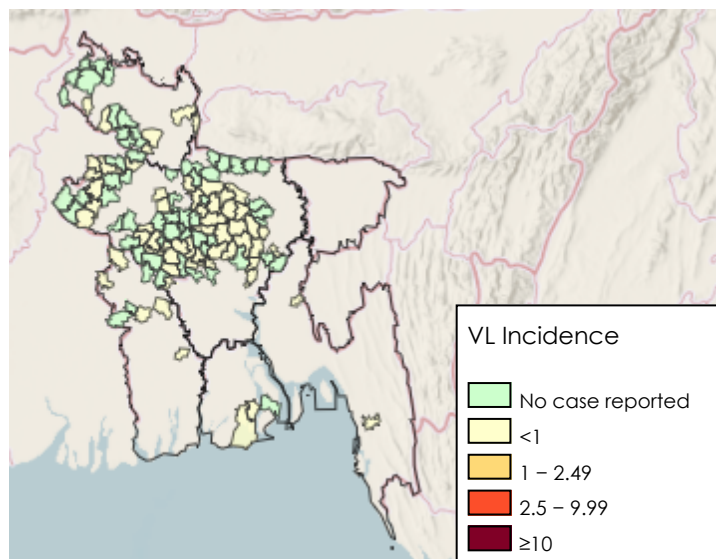 VL Incidence
No case reported
<1
1 – 2.49
2.5 – 9.99
≥10